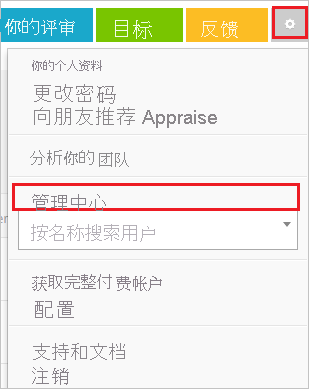 你的评审 目标 反馈
你的个人资料
更改密码
向朋友推荐 Appraise
分析你的团队
管理中心
按名称搜索用户
获取完整付费帐户
配置
支持和文档
注销